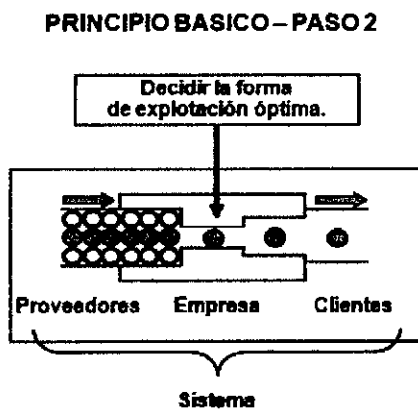 PRINCIPIO BASICO – PASO 2
Decidir la forma
de explotación óptima.
Proveedores Empresa Clientes
Sistema